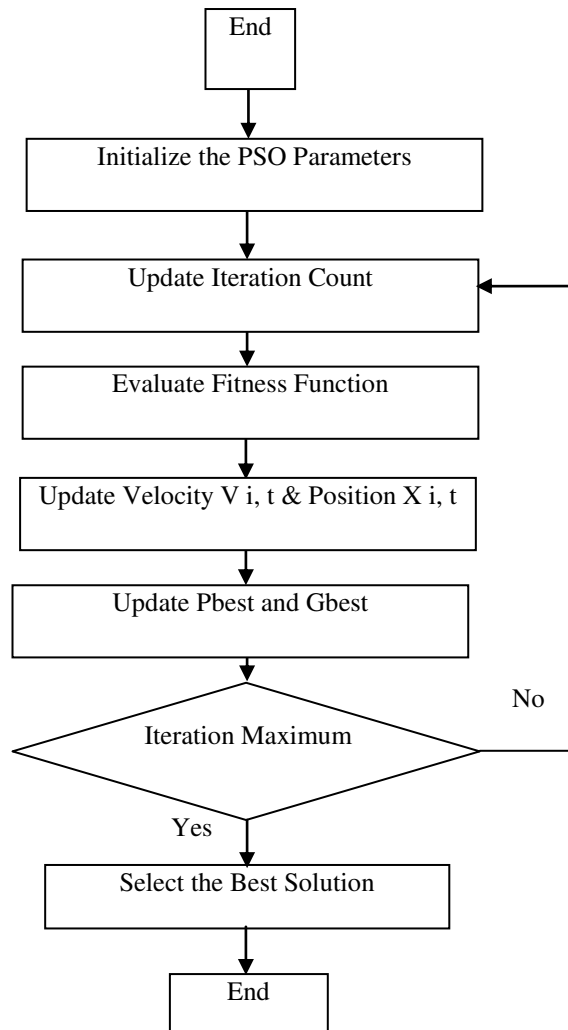 End
Initialize the PSO Parameters
Update Iteration Count
Evaluate Fitness Function
Update Velocity V i, t & Position X i, t
Update Pbest and Gbest
Iteration Maximum
No
Yes
Select the Best Solution
End